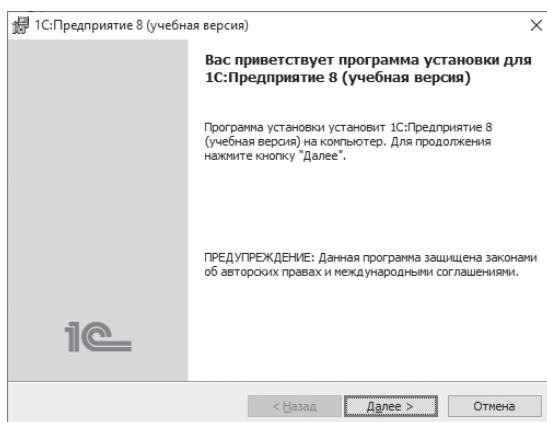 1С:Предприятие 8 (учебная версия)
Вас приветствует программа установки для
1С:Предприятие 8 (учебная версия)
Программа установки установит 1С:Предприятие 8
(учебная версия) на компьютер. Для продолжения
нажмите кнопку "Далее".
ПРЕДУПРЕЖДЕНИЕ: Данная программа защищена законами
об авторских правах и международными соглашениями.
1С
< Назад
Далее >
Отмена